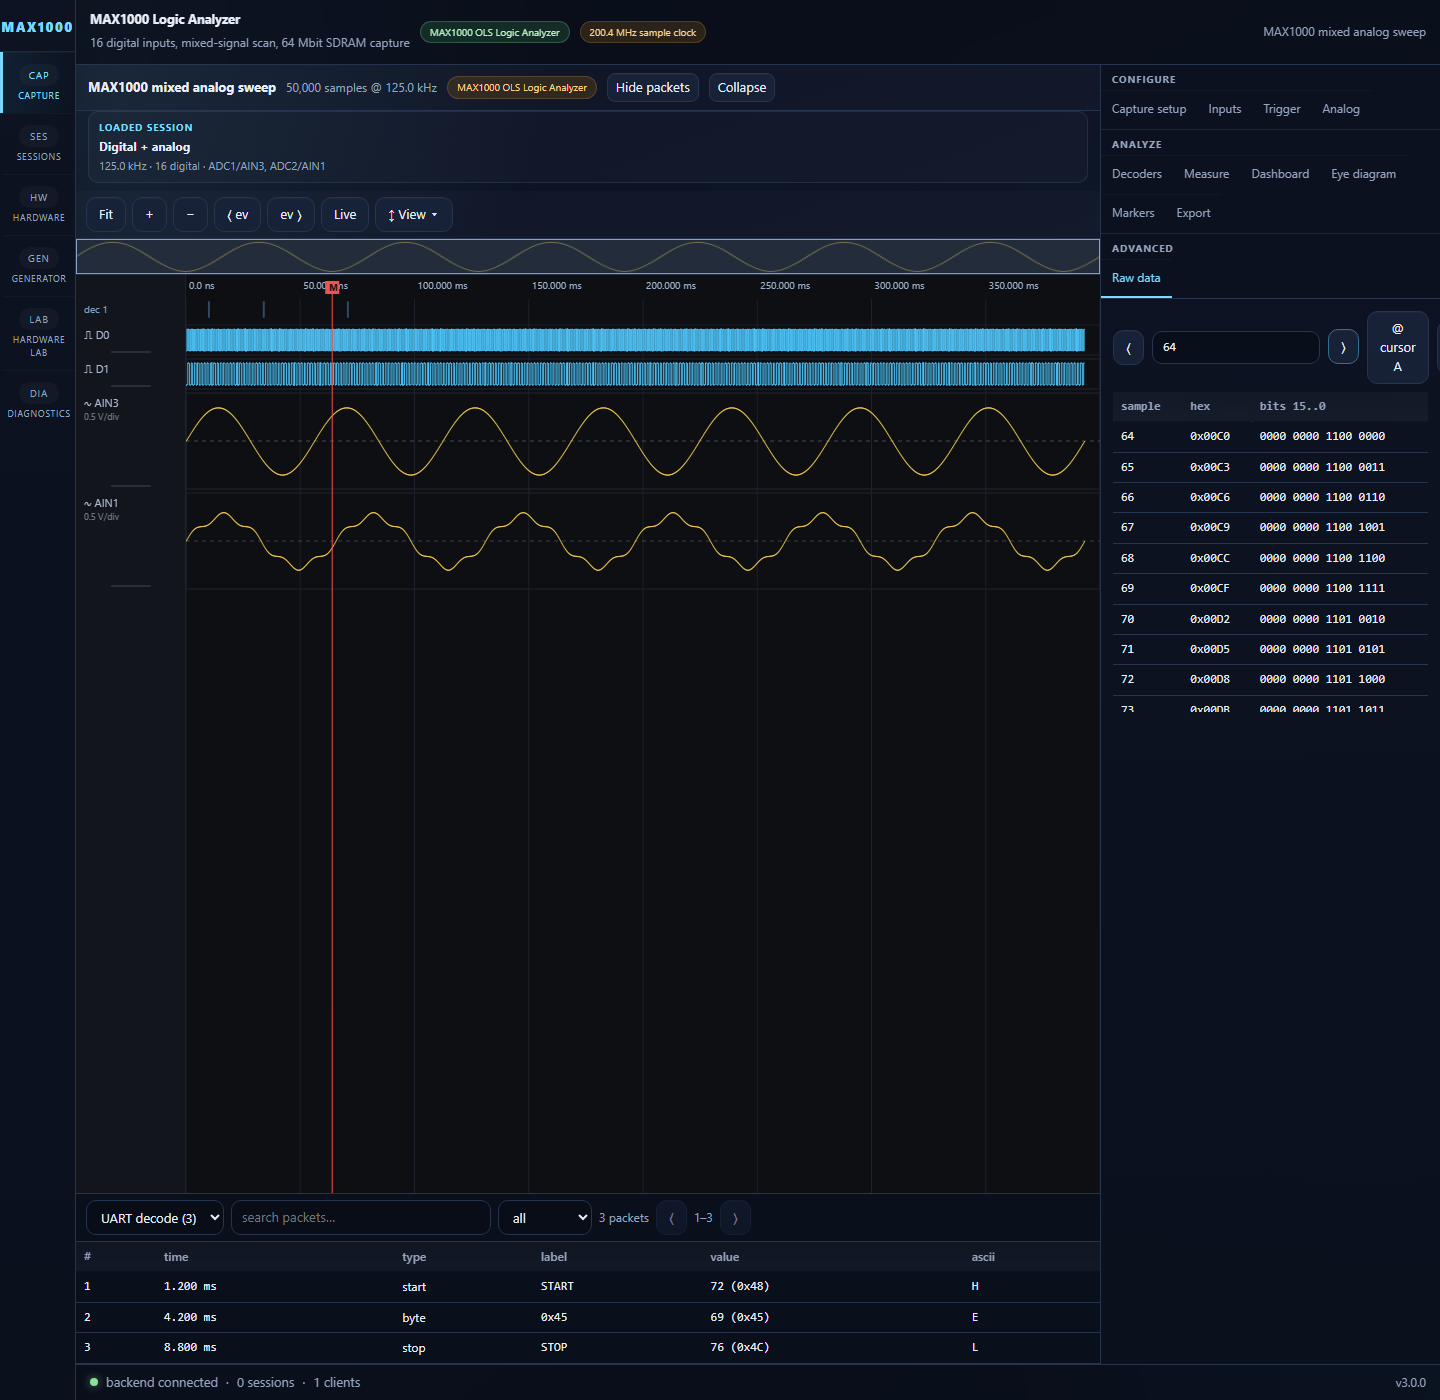 MAX1000
CAP
CAPTURE
SES
SESSIONS
HW
HARDWARE
GEN
GENERATOR
LAB
HARDWARE
LAB
DIA
DIAGNOSTICS
MAX1000 Logic Analyzer
16 digital inputs, mixed-signal scan, 64 Mbit SDRAM capture
MAX1000 OLS Logic Analyzer
200.4 MHz sample clock
MAX1000 mixed analog sweep
MAX1000 mixed analog sweep 50,000 samples @ 125.0 kHz MAX1000 OLS Logic Analyzer Hide packets Collapse
LOADED SESSION
Digital + analog
125.0 kHz · 16 digital · ADC1/AIN3, ADC2/AIN1
Fit + − ⟨ ev ev ⟩ Live ↕ View ▾
0.0 ns 50.00 M ns 100.000 ms 150.000 ms 200.000 ms 250.000 ms 300.000 ms 350.000 ms
dec 1
D0
D1
∿ AIN3
0.5 V/div
∿ AIN1
0.5 V/div
UART decode (3) search packets... all 3 packets ⟨ 1–3 ⟩
# time type label value ascii
1 1.200 ms start START 72 (0x48) H
2 4.200 ms byte 0x45 69 (0x45) E
3 8.800 ms stop STOP 76 (0x4C) L
CONFIGURE
Capture setup Inputs Trigger Analog
ANALYZE
Decoders Measure Dashboard Eye diagram
Markers Export
ADVANCED
Raw data
⟨ 64 ⟩
@
cursor
A
sample hex bits 15..0
64 0x00C0 0000 0000 1100 0000
65 0x00C3 0000 0000 1100 0011
66 0x00C6 0000 0000 1100 0110
67 0x00C9 0000 0000 1100 1001
68 0x00CC 0000 0000 1100 1100
69 0x00CF 0000 0000 1100 1111
70 0x00D2 0000 0000 1101 0010
71 0x00D5 0000 0000 1101 0101
72 0x00D8 0000 0000 1101 1000
73 0x00DB 0000 0000 1101 1011
backend connected · 0 sessions · 1 clients
v3.0.0